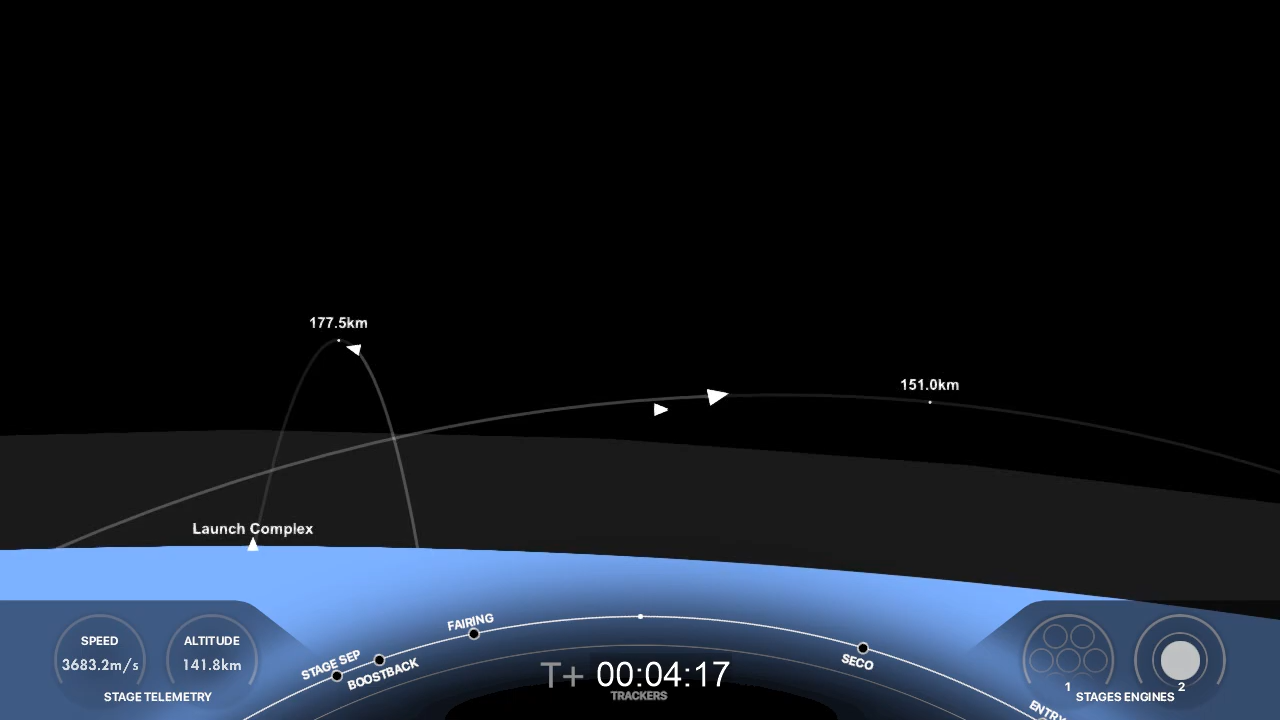 177.5km
151.0km
Launch Complex
SPEED
3683.2m/s
ALTITUDE
141.8km
STAGE TELEMETRY
STAGE SEP
BOOSTBACK
FAIRING
T+ 00:04:17
TRACKERS
SECO
ENTRY
1
STAGES ENGINES
2